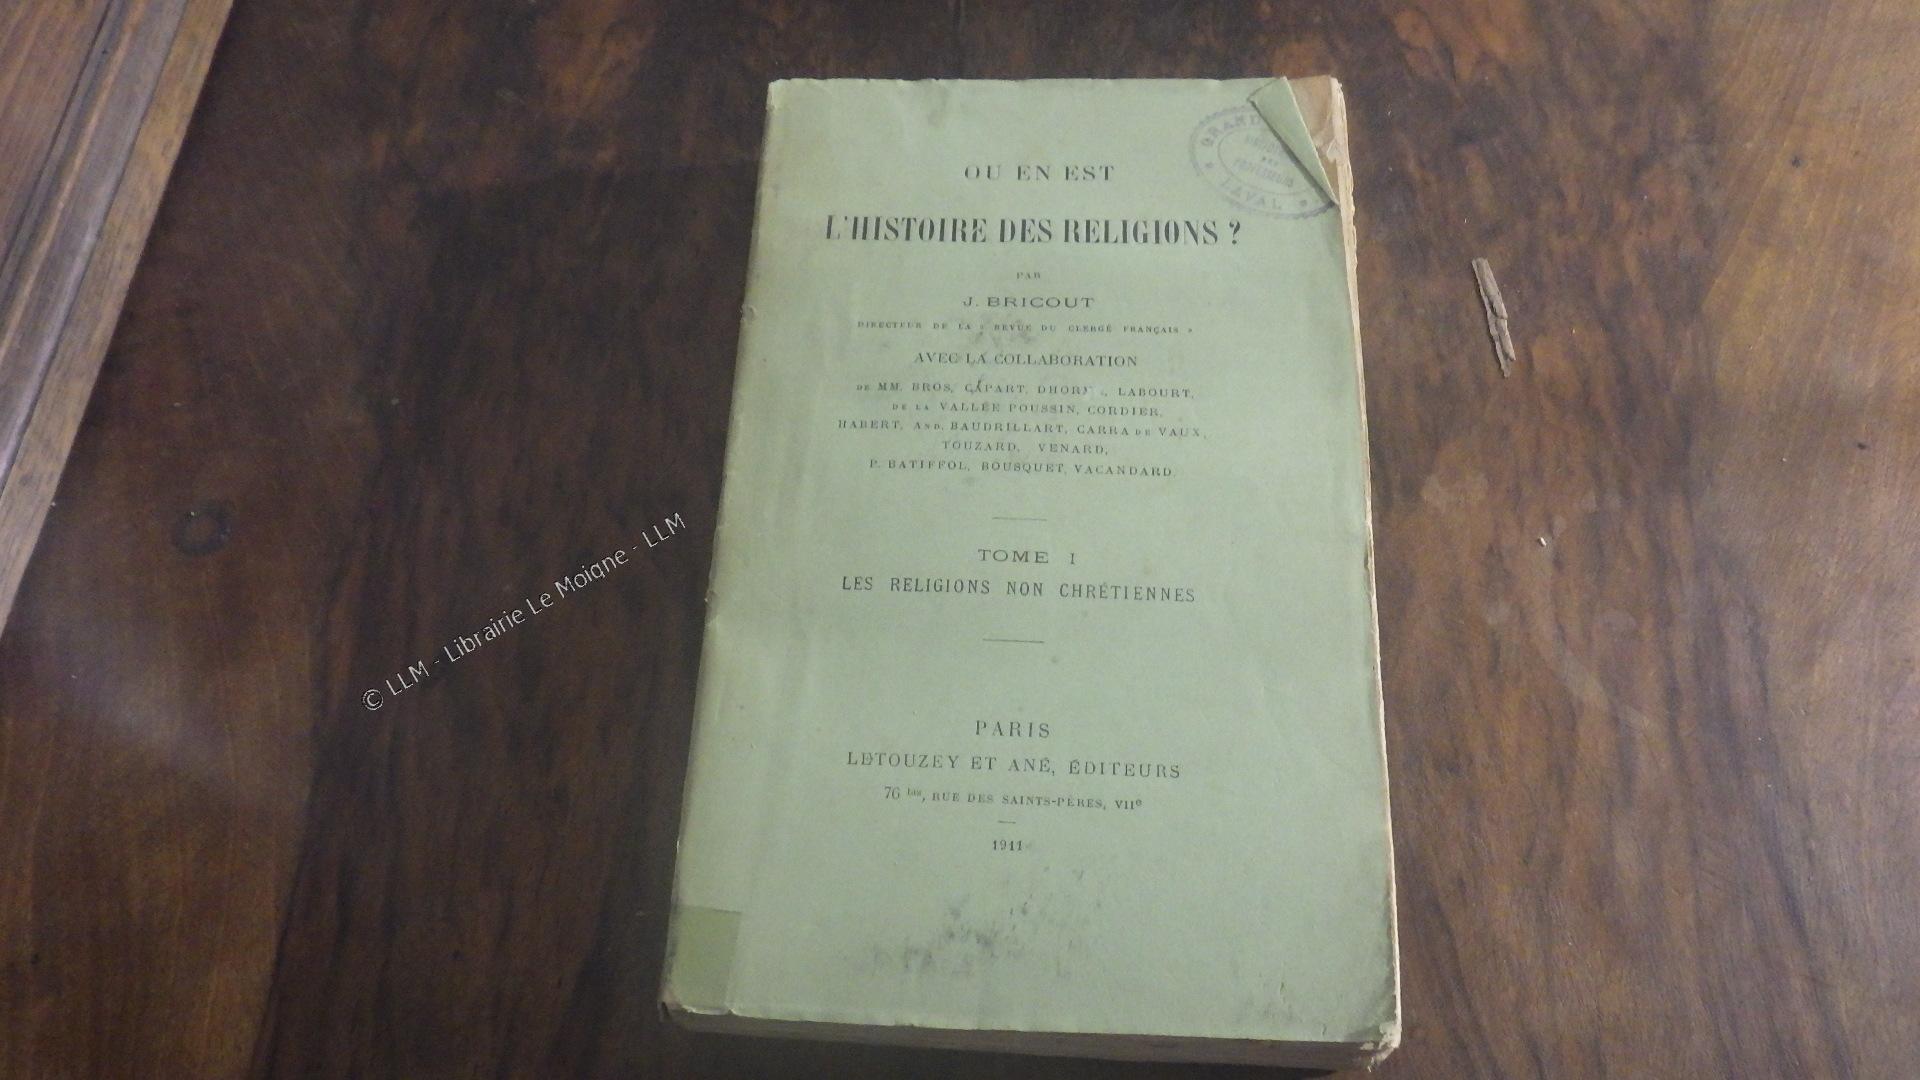 OU EN EST
L'HISTOIRE DES RELIGIONS ?
PAR
J. BRICOUT
DIRECTEUR DE LA « REVUE DU CLERGÉ FRANÇAIS »
AVEC LA COLLABORATION
DE MM. BROS, CAPART, DHORME, LABOURT,
DE LA VALLÉE POUSSIN, CORDIER,
HABERT, AND. BAUDRILLART, CARRA DE VAUX,
TOUZARD, VENARD,
P. BATIFFOL, BOUSQUET, VACANDARD.
TOME I
LES RELIGIONS NON CHRÉTIENNES
PARIS
LETOUZEY ET ANÉ, ÉDITEURS
76 bis, RUE DES SAINTS-PÈRES, VIIe
1911
GRAND
LAVAL
© LLM - Librairie Le Moigne - LLM